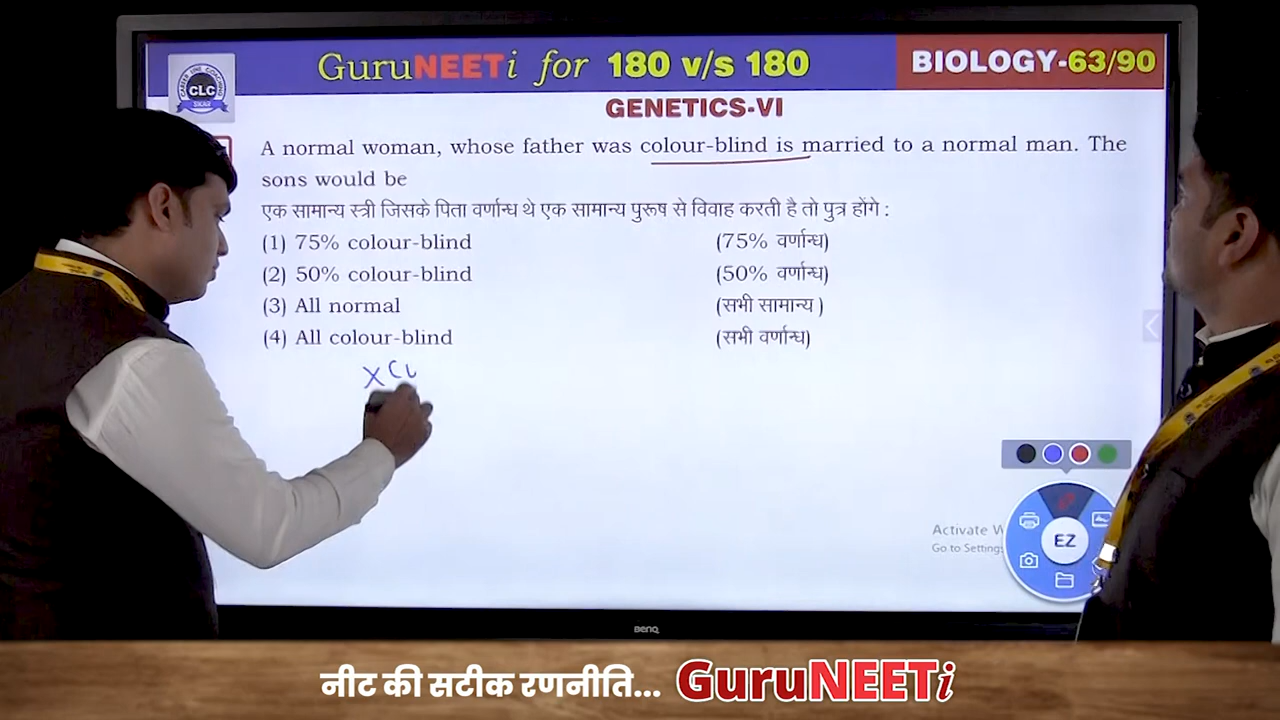 GuruNEETi for 180 v/s 180
BIOLOGY-63/90
CLC
SIKAR
GENETICS-VI
A normal woman, whose father was colour-blind is married to a normal man. The
sons would be
एक सामान्य स्त्री जिसके पिता वर्णान्ध थे एक सामान्य पुरूष से विवाह करती है तो पुत्र होंगे :
(1) 75% colour-blind (75% वर्णान्ध)
(2) 50% colour-blind (50% वर्णान्ध)
(3) All normal (सभी सामान्य )
(4) All colour-blind (सभी वर्णान्ध)
X
Activate W
Go to Setting
EZ
BenQ
नीट की सटीक रणनीति... GuruNEETi